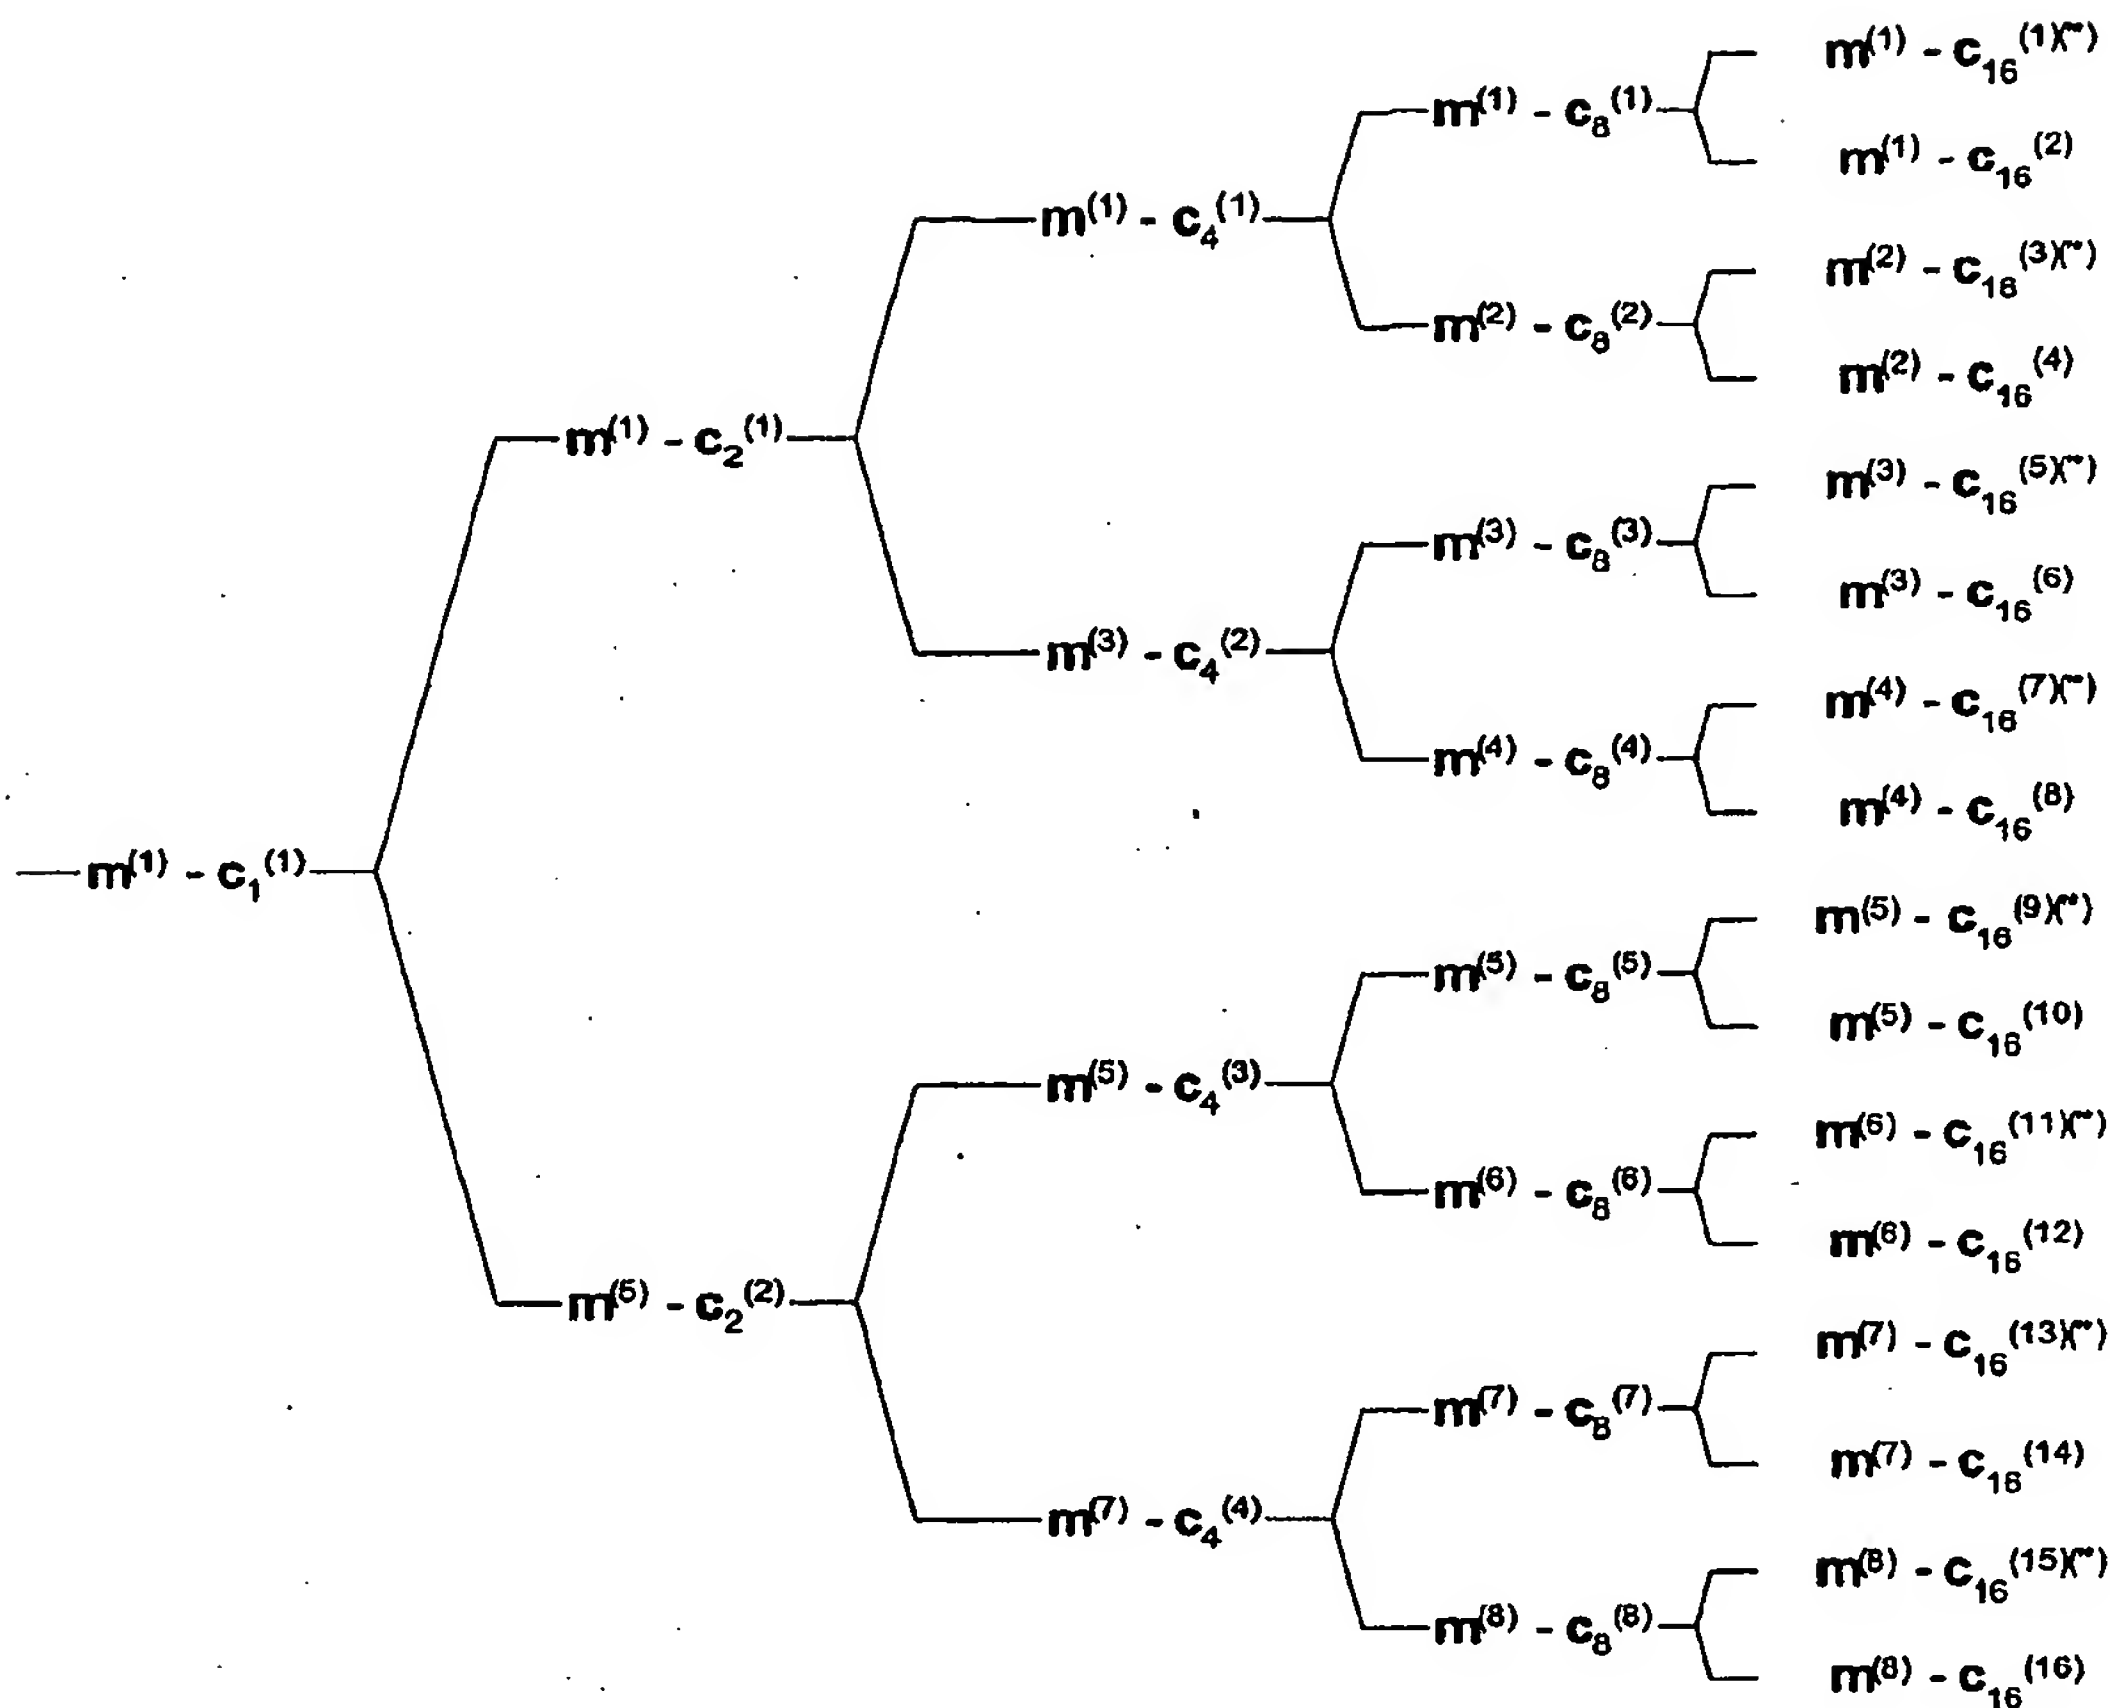 m(1) - c1(1)
m(1) - c2(1)
m(5) - c2(2)
m(1) - c4(1)
m(3) - c4(2)
m(5) - c4(3)
m(7) - c4(4)
m(1) - c8(1)
m(2) - c8(2)
m(3) - c8(3)
m(4) - c8(4)
m(5) - c8(5)
m(6) - c8(6)
m(7) - c8(7)
m(8) - c8(8)
m(1) - c16(1)(**)
m(1) - c16(2)
m(2) - c16(3)(**)
m(2) - c16(4)
m(3) - c16(5)(**)
m(3) - c16(6)
m(4) - c16(7)(**)
m(4) - c16(8)
m(5) - c16(9)(**)
m(5) - c16(10)
m(6) - c16(11)(**)
m(6) - c16(12)
m(7) - c16(13)(**)
m(7) - c16(14)
m(8) - c16(15)(**)
m(8) - c16(16)